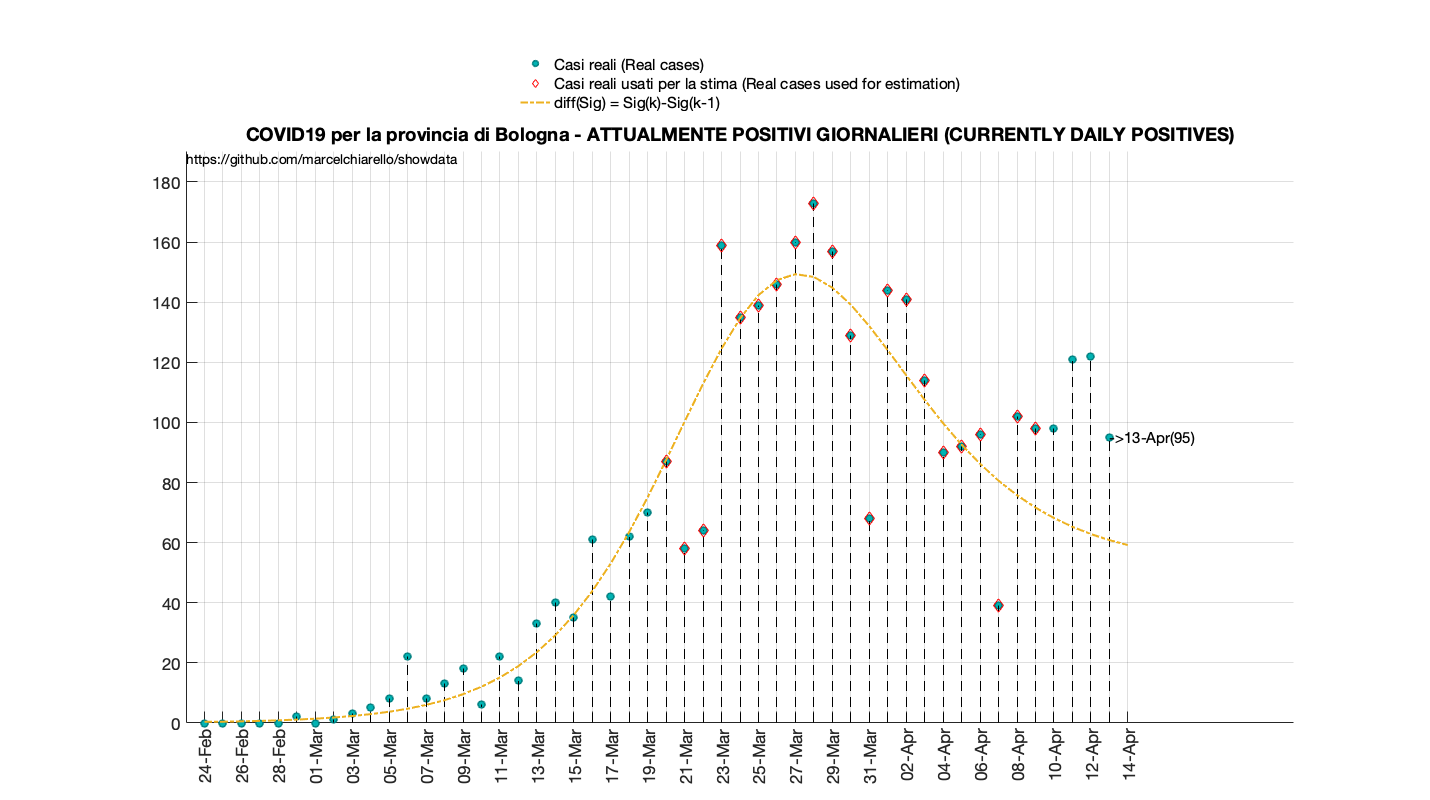 Casi reali (Real cases)
Casi reali usati per la stima (Real cases used for estimation)
diff(Sig) = Sig(k)-Sig(k-1)
COVID19 per la provincia di Bologna - ATTUALMENTE POSITIVI GIORNALIERI (CURRENTLY DAILY POSITIVES)
https://github.com/marcelchiarello/showdata
180
160
140
120
100
80
60
40
20
0
->13-Apr(95)
24-Feb
26-Feb
28-Feb
01-Mar
03-Mar
05-Mar
07-Mar
09-Mar
11-Mar
13-Mar
15-Mar
17-Mar
19-Mar
21-Mar
23-Mar
25-Mar
27-Mar
29-Mar
31-Mar
02-Apr
04-Apr
06-Apr
08-Apr
10-Apr
12-Apr
14-Apr